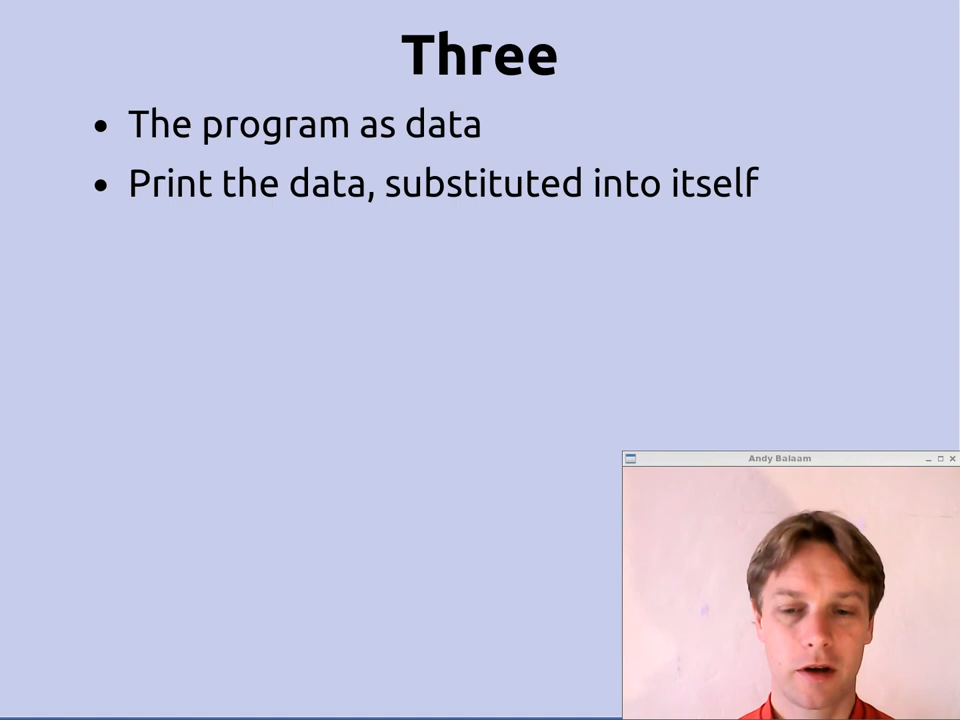 Three
• The program as data
• Print the data, substituted into itself
Andy Balaam